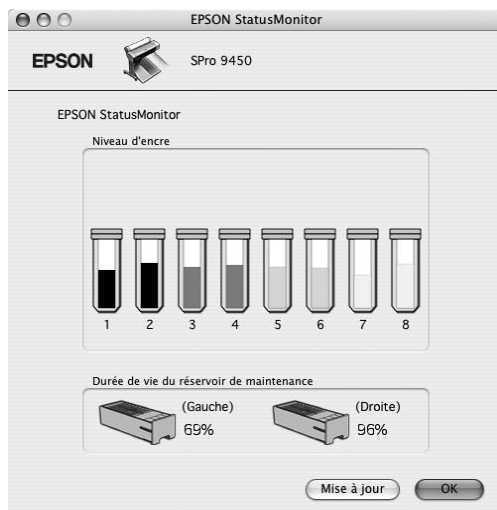 EPSON StatusMonitor
EPSON SPro 9450
EPSON StatusMonitor
Niveau d'encre
1 2 3 4 5 6 7 8
Durée de vie du réservoir de maintenance
(Gauche) (Droite)
69% 96%
Mise à jour OK